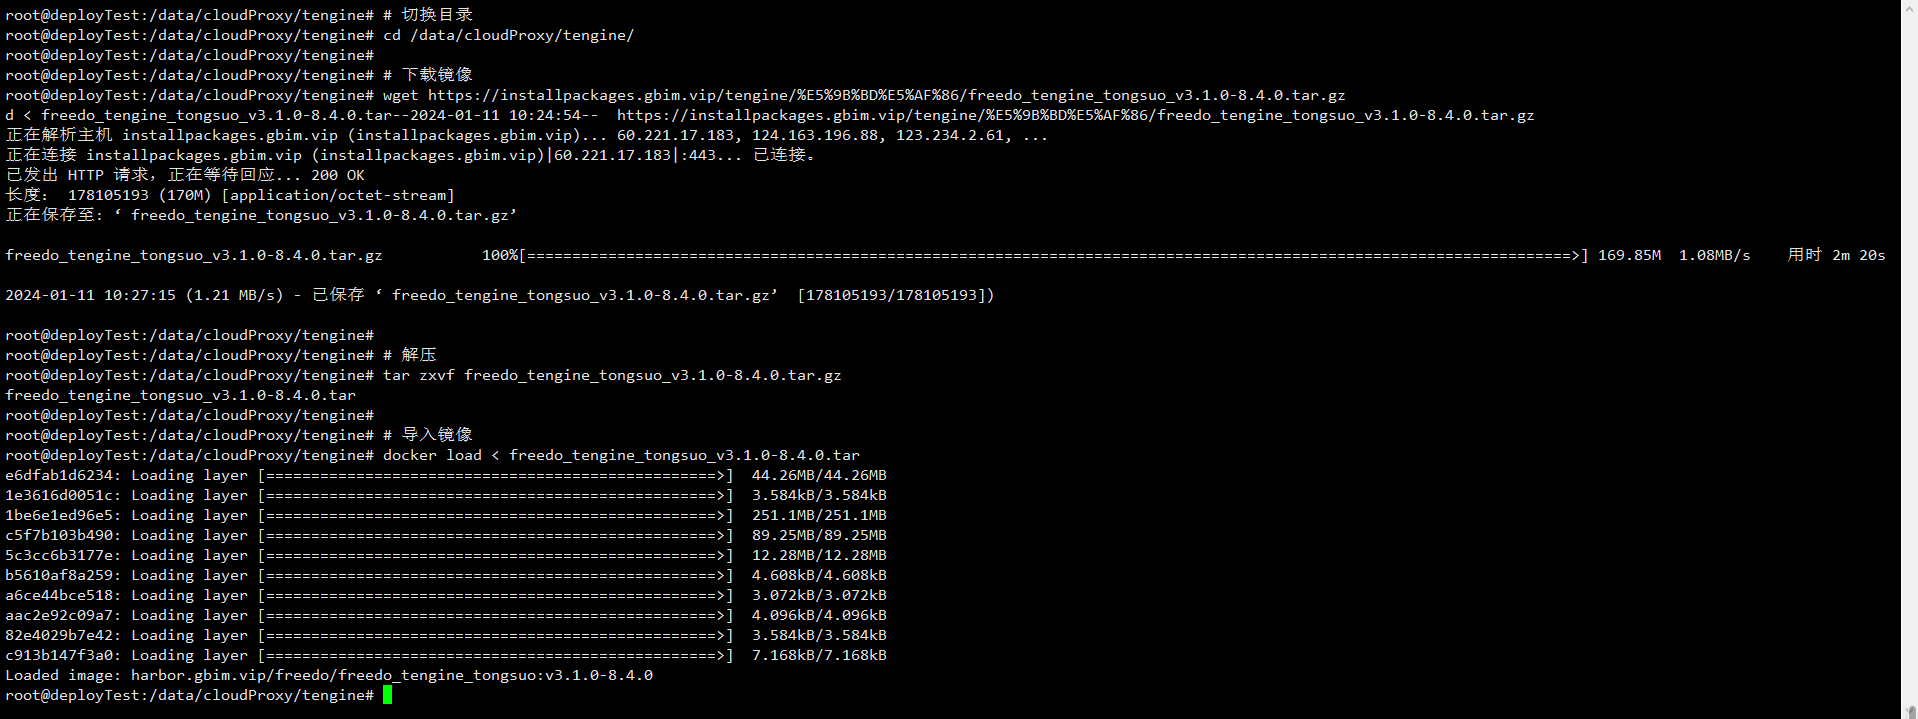 root@deployTest:/data/cloudProxy/tengine# # 切换目录
root@deployTest:/data/cloudProxy/tengine# cd /data/cloudProxy/tengine/
root@deployTest:/data/cloudProxy/tengine#
root@deployTest:/data/cloudProxy/tengine# # 下载镜像
root@deployTest:/data/cloudProxy/tengine# wget https://installpackages.gbim.vip/tengine/%E5%9B%BD%E5%AF%86/freedo_tengine_tongsuo_v3.1.0-8.4.0.tar.gz
d < freedo_tengine_tongsuo_v3.1.0-8.4.0.tar--2024-01-11 10:24:54--  https://installpackages.gbim.vip/tengine/%E5%9B%BD%E5%AF%86/freedo_tengine_tongsuo_v3.1.0-8.4.0.tar.gz
正在解析主机 installpackages.gbim.vip (installpackages.gbim.vip)... 60.221.17.183, 124.163.196.88, 123.234.2.61, ...
正在连接 installpackages.gbim.vip (installpackages.gbim.vip)|60.221.17.183|:443... 已连接。
已发出 HTTP 请求，正在等待回应... 200 OK
长度： 178105193 (170M) [application/octet-stream]
正在保存至: ‘ freedo_tengine_tongsuo_v3.1.0-8.4.0.tar.gz’
freedo_tengine_tongsuo_v3.1.0-8.4.0.tar.gz 100%[====================================================================================================================>] 169.85M 1.08MB/s 用时 2m 20s
2024-01-11 10:27:15 (1.21 MB/s) - 已保存 ‘ freedo_tengine_tongsuo_v3.1.0-8.4.0.tar.gz’ [178105193/178105193])
root@deployTest:/data/cloudProxy/tengine#
root@deployTest:/data/cloudProxy/tengine# # 解压
root@deployTest:/data/cloudProxy/tengine# tar zxvf freedo_tengine_tongsuo_v3.1.0-8.4.0.tar.gz
freedo_tengine_tongsuo_v3.1.0-8.4.0.tar
root@deployTest:/data/cloudProxy/tengine#
root@deployTest:/data/cloudProxy/tengine# # 导入镜像
root@deployTest:/data/cloudProxy/tengine# docker load < freedo_tengine_tongsuo_v3.1.0-8.4.0.tar
e6dfab1d6234: Loading layer [==================================================>] 44.26MB/44.26MB
1e3616d0051c: Loading layer [==================================================>] 3.584kB/3.584kB
1be6e1ed96e5: Loading layer [==================================================>] 251.1MB/251.1MB
c5f7b103b490: Loading layer [==================================================>] 89.25MB/89.25MB
5c3cc6b3177e: Loading layer [==================================================>] 12.28MB/12.28MB
b5610af8a259: Loading layer [==================================================>] 4.608kB/4.608kB
a6ce44bce518: Loading layer [==================================================>] 3.072kB/3.072kB
aac2e92c09a7: Loading layer [==================================================>] 4.096kB/4.096kB
82e4029b7e42: Loading layer [==================================================>] 3.584kB/3.584kB
c913b147f3a0: Loading layer [==================================================>] 7.168kB/7.168kB
Loaded image: harbor.gbim.vip/freedo/freedo_tengine_tongsuo:v3.1.0-8.4.0
root@deployTest:/data/cloudProxy/tengine#